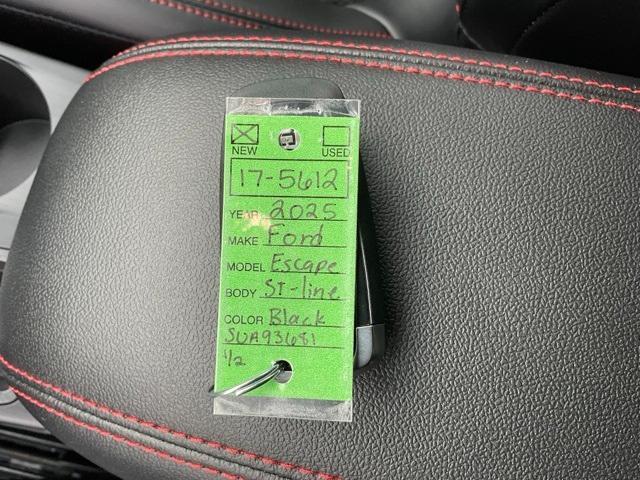 NEW USED
17-5612
YEAR 2025
MAKE Ford
MODEL Escape
BODY ST-line
COLOR Black
SUA93681
1/2